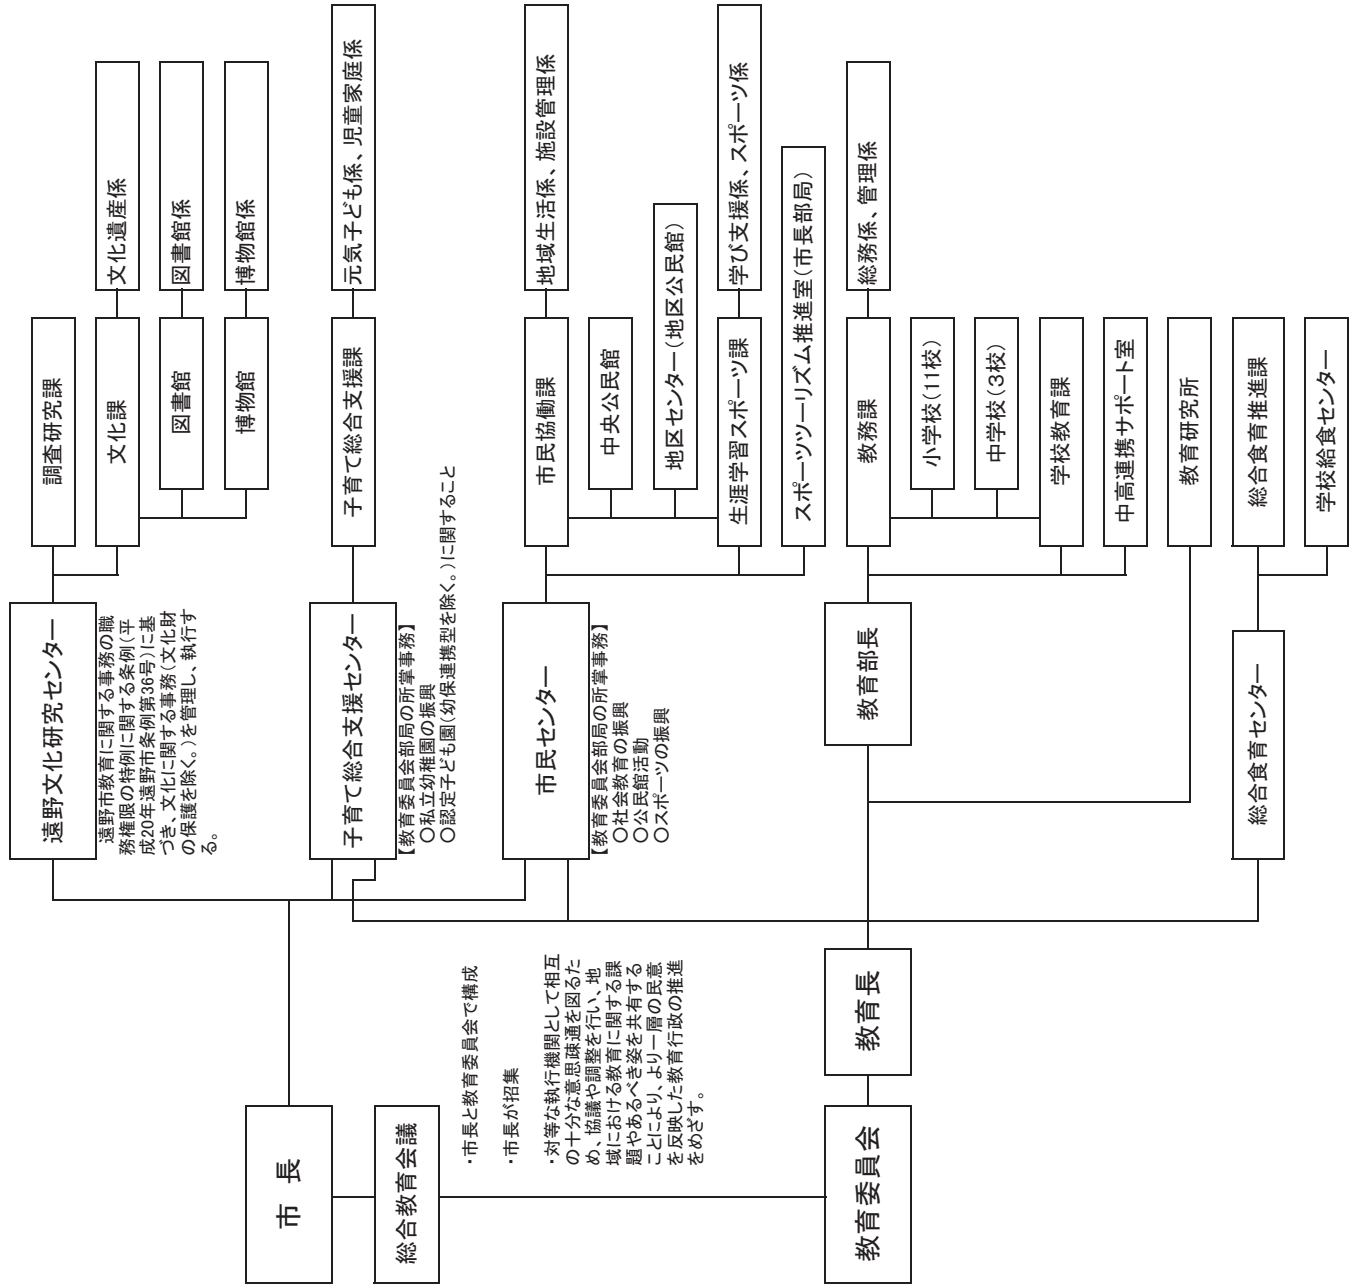 市 長
総合教育会議
・市長と教育委員会で構成
・市長が招集
・対等な執行機関として相互
の十分な意思疎通を図るた
め、協議や調整を行い、地
域における教育に関する課
題やあるべき姿を共有する
ことにより、より一層の民意
を反映した教育行政の推進
をめざす。
教育委員会
教育長
遠野文化研究センター
遠野市教育に関する事務の職
務権限の特例に関する条例(平
成20年遠野市条例第36号)に基
づき、文化に関する事務(文化財
の保護を除く。)を管理し、執行す
る。
調査研究課
文化課
文化遺産係
図書館
図書館係
博物館
博物館係
子育て総合支援センター
【教育委員会部局の所掌事務】
○私立幼稚園の振興
○認定子ども園(幼保連携型を除く。)に関すること
子育て総合支援課
元気子ども係、児童家庭係
市民センター
【教育委員会部局の所掌事務】
○社会教育の振興
○公民館活動
○スポーツの振興
市民協働課
地域生活係、施設管理係
中央公民館
地区センター(地区公民館)
生涯学習スポーツ課
学び支援係、スポーツ係
スポーツツーリズム推進室(市長部局)
教育部長
教務課
総務係、管理係
小学校(11校)
中学校(3校)
学校教育課
中高連携サポート室
教育研究所
総合食育センター
総合食育推進課
学校給食センター